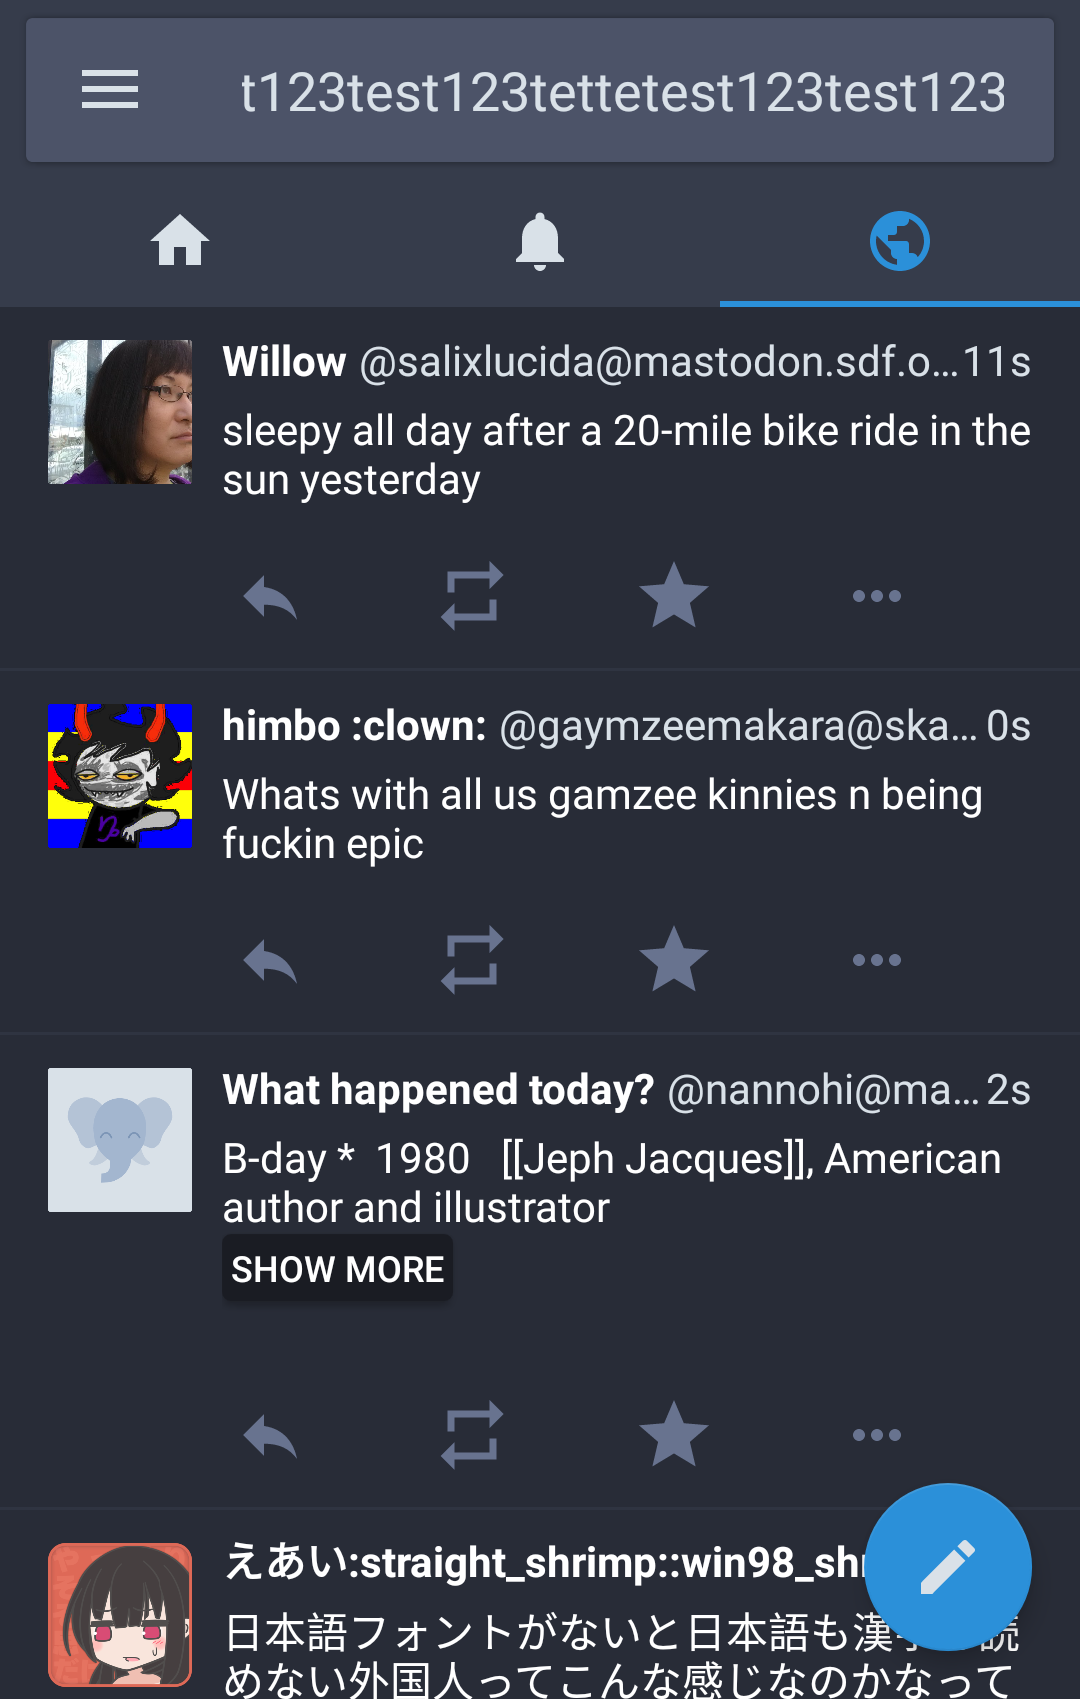 t123test123tettetest123test123
Willow @salixlucida@mastodon.sdf.o... 11s
sleepy all day after a 20-mile bike ride in the
sun yesterday
himbo :clown: @gaymzeemakara@ska... 0s
Whats with all us gamzee kinnies n being
fuckin epic
What happened today? @nannohi@ma... 2s
B-day *  1980   [[Jeph Jacques]], American
author and illustrator
SHOW MORE
えあい:straight_shrimp::win98_shr
日本語フォントがないと日本語も漢 読
めない外国人ってこんな感じなのかなって